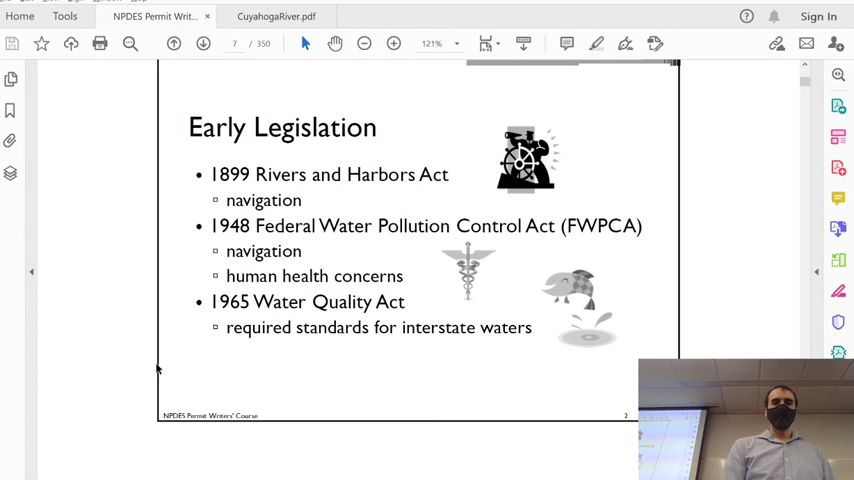 Home Tools NPDES Permit Writ... × CuyahogaRiver.pdf Sign In
7 / 350 121%
Early Legislation
• 1899 Rivers and Harbors Act
▫ navigation
• 1948 Federal Water Pollution Control Act (FWPCA)
▫ navigation
▫ human health concerns
• 1965 Water Quality Act
▫ required standards for interstate waters
NPDES Permit Writers' Course 2